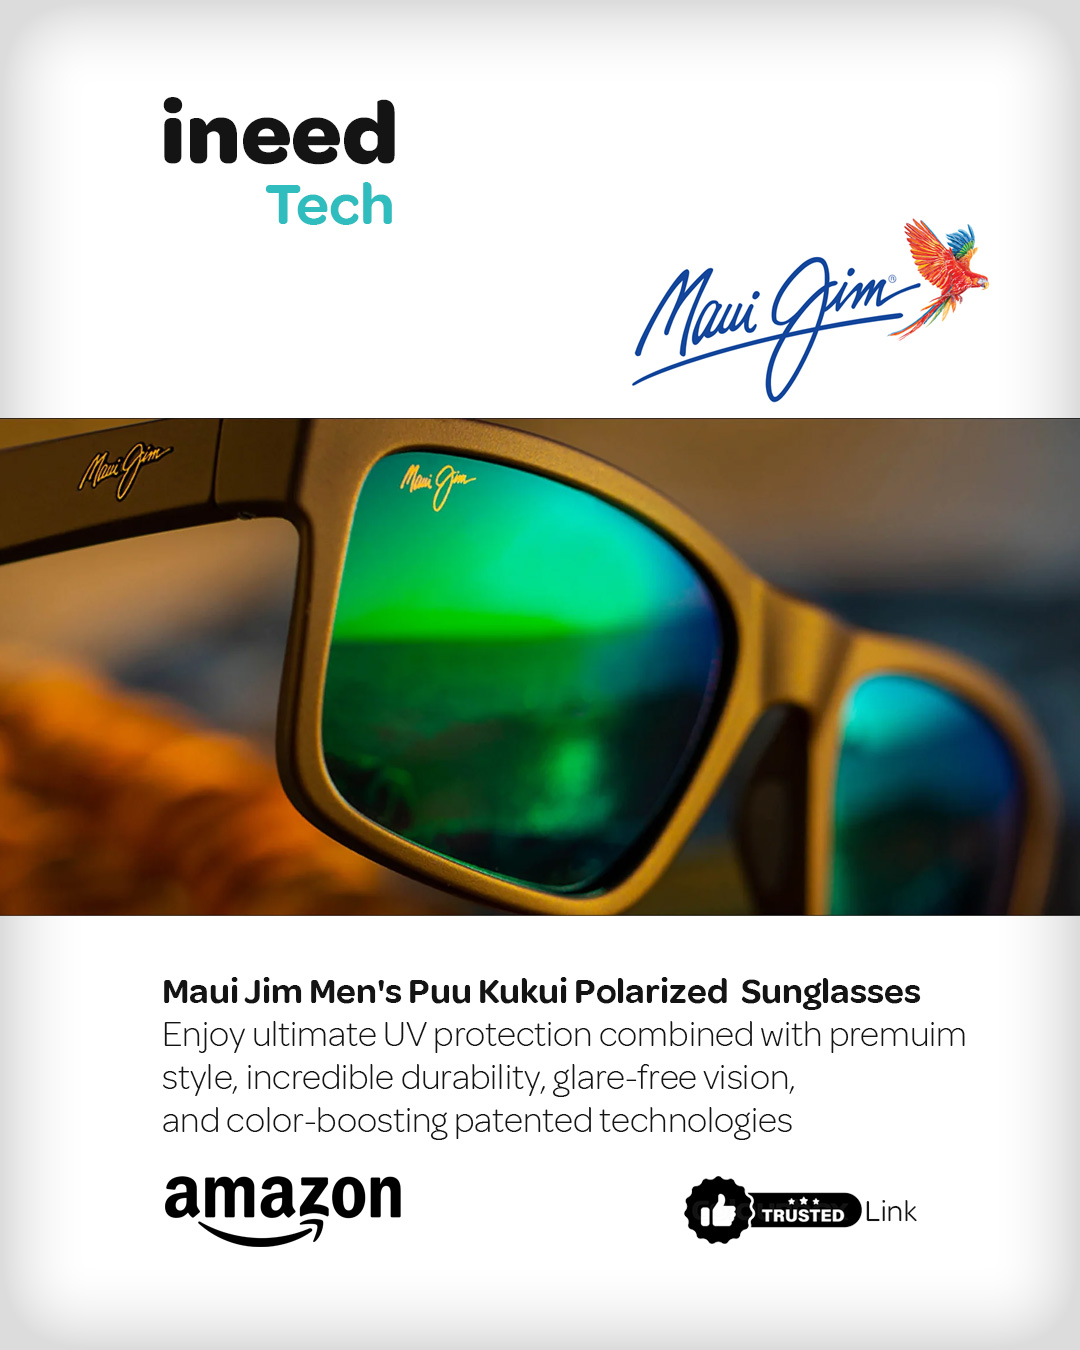 ineed
Tech
Maui Jim®
Maui Jim
Maui Jim
Maui Jim Men's Puu Kukui Polarized Sunglasses
Enjoy ultimate UV protection combined with premuim
style, incredible durability, glare-free vision,
and color-boosting patented technologies
amazon
TRUSTED Link